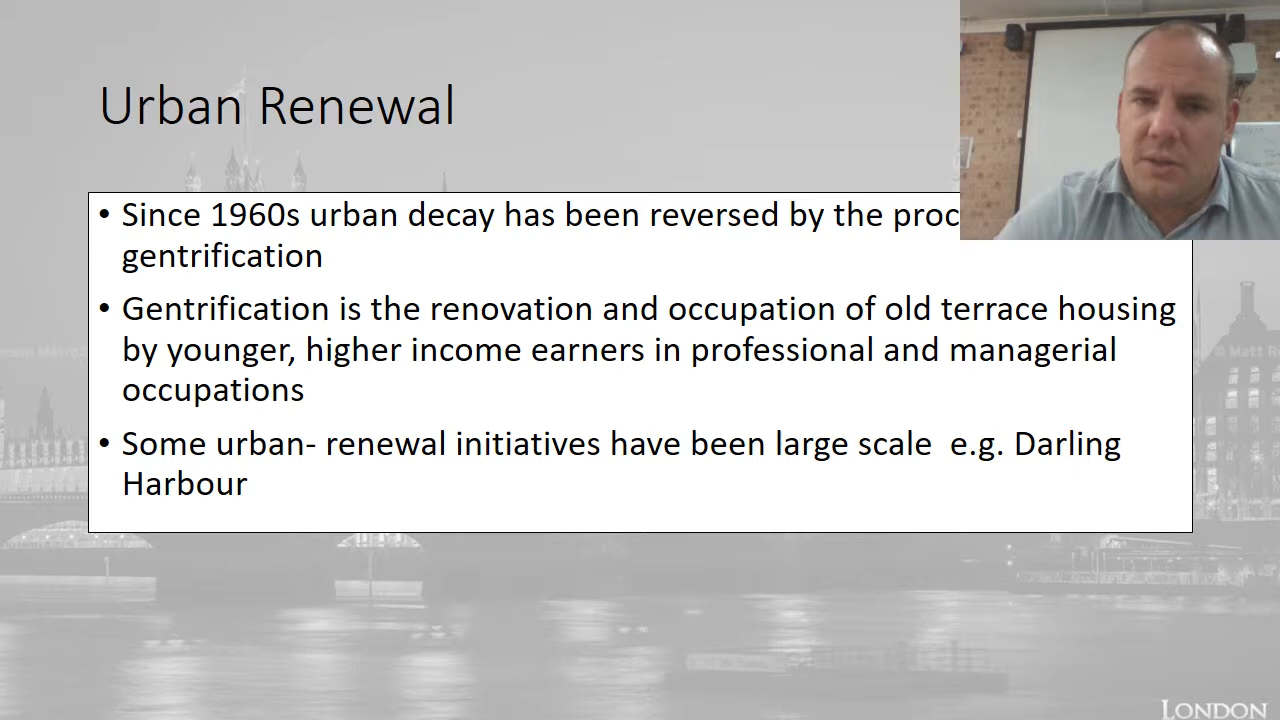 Urban Renewal
• Since 1960s urban decay has been reversed by the proc
gentrification
• Gentrification is the renovation and occupation of old terrace housing
by younger, higher income earners in professional and managerial
occupations
• Some urban- renewal initiatives have been large scale e.g. Darling
Harbour
© Matt
LONDON